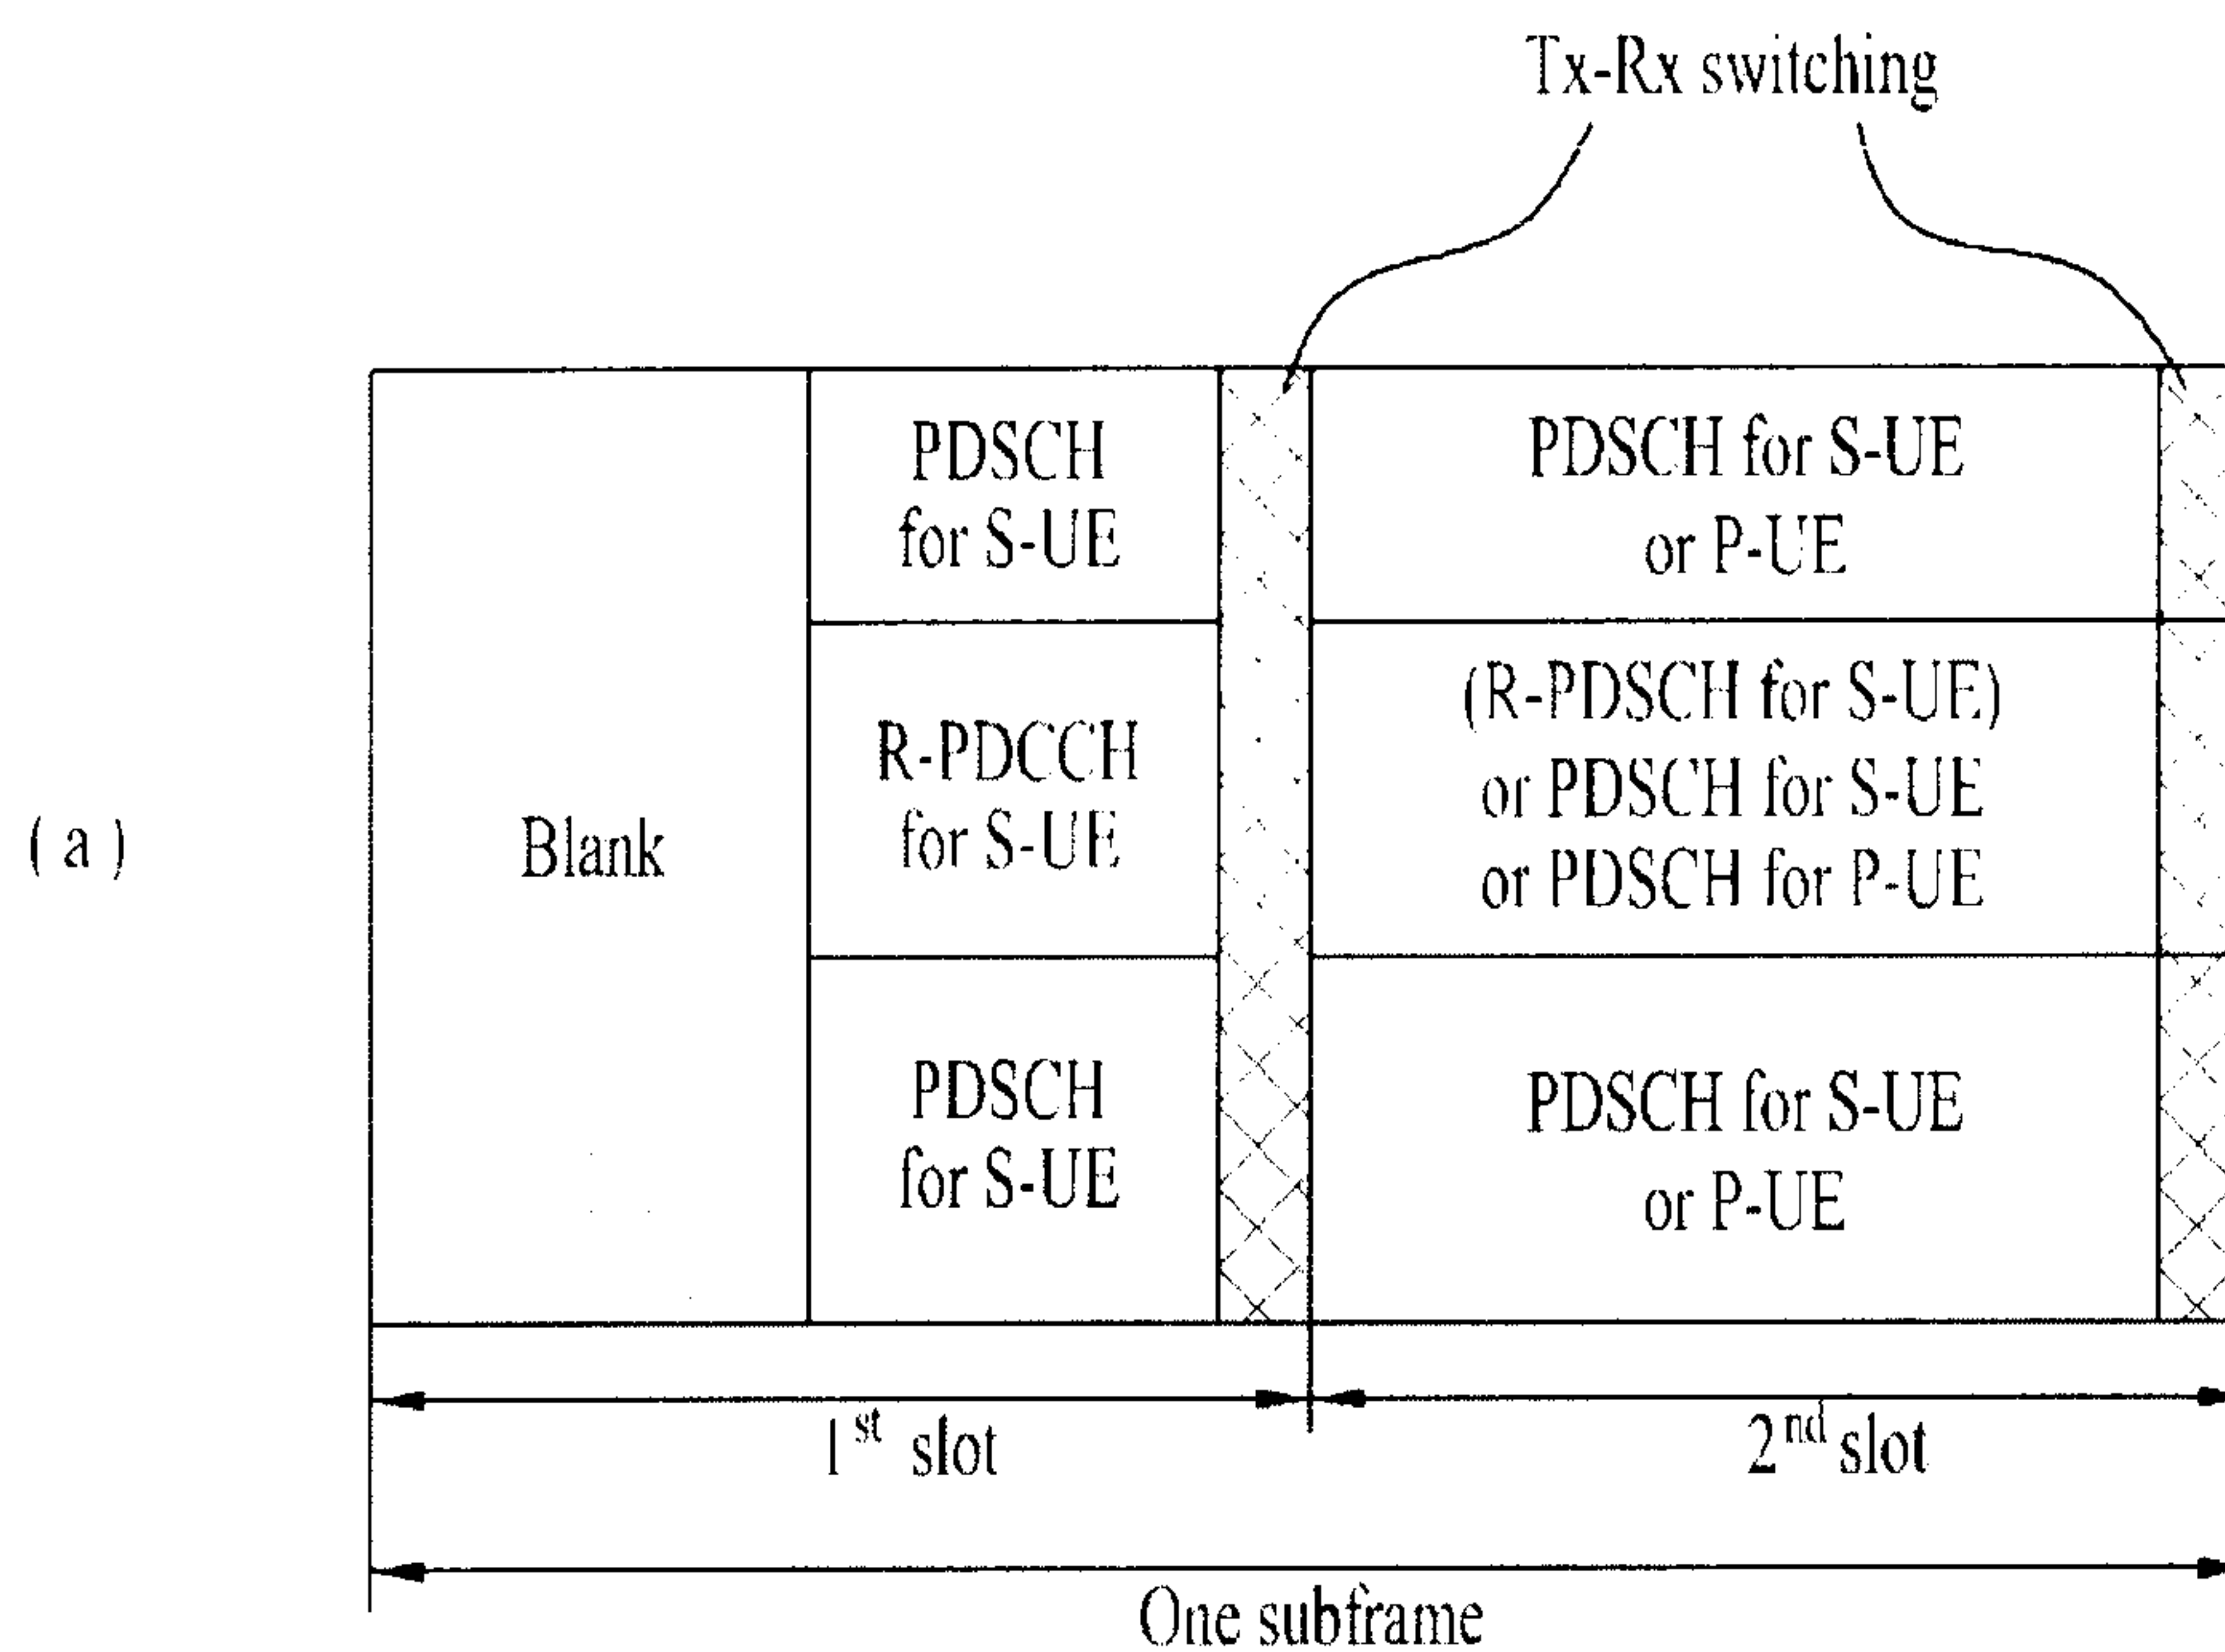 Tx-Rx switching
PDSCH
for S-UE
PDSCH for S-UE
or P-UE
(a)
Blank
R-PDCCH
for S-UE
(R-PDSCH for S-UE)
or PDSCH for S-UE
or PDSCH for P-UE
PDSCH
for S-UE
PDSCH for S-UE
or P-UE
1st slot
2nd slot
One subframe